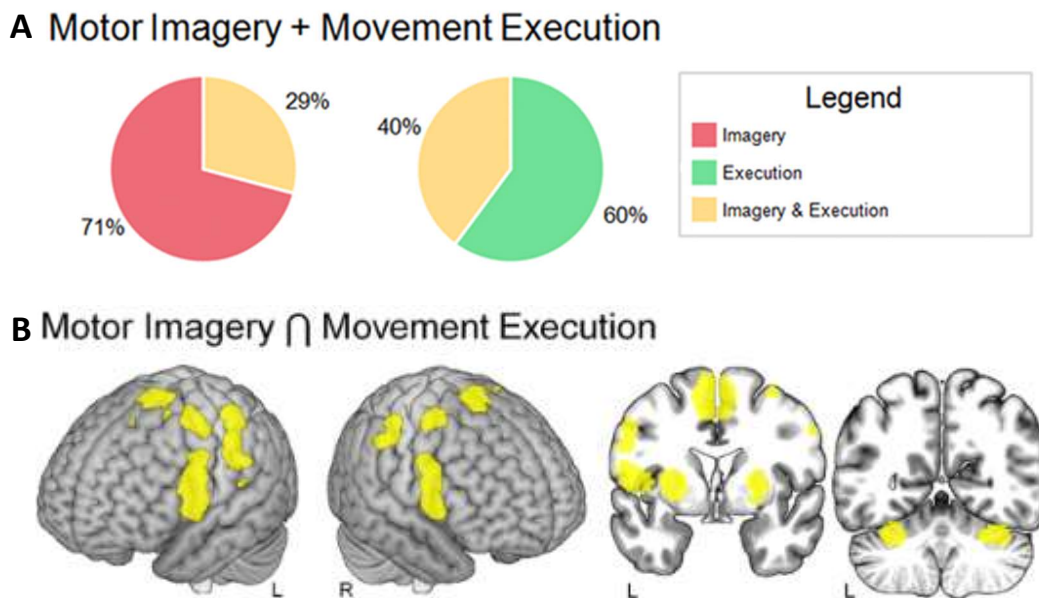 A Motor Imagery + Movement Execution
29%
71%
40%
60%
Legend
Imagery
Execution
Imagery & Execution
B Motor Imagery ⋂ Movement Execution
L
R
L
L